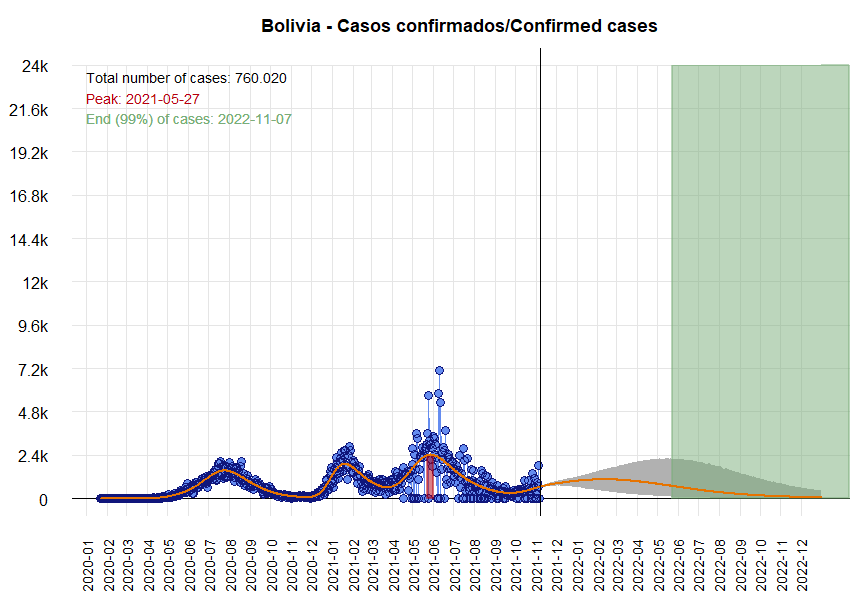 Bolivia - Casos confirmados/Confirmed cases
24k
Total number of cases: 760.020
Peak: 2021-05-27
21.6k
End (99%) of cases: 2022-11-07
19.2k
16.8k
14.4k
12k
9.6k
7.2k
4.8k
2.4k
0
2020-01
2020-02
2020-03
2020-04
2020-05
2020-06
2020-07
2020-08
2020-09
2020-10
2020-11
2020-12
2021-01
2021-02
2021-03
2021-04
2021-05
2021-06
2021-07
2021-08
2021-09
2021-10
2021-11
2021-12
2022-01
2022-02
2022-03
2022-04
2022-05
2022-06
2022-07
2022-08
2022-09
2022-10
2022-11
2022-12